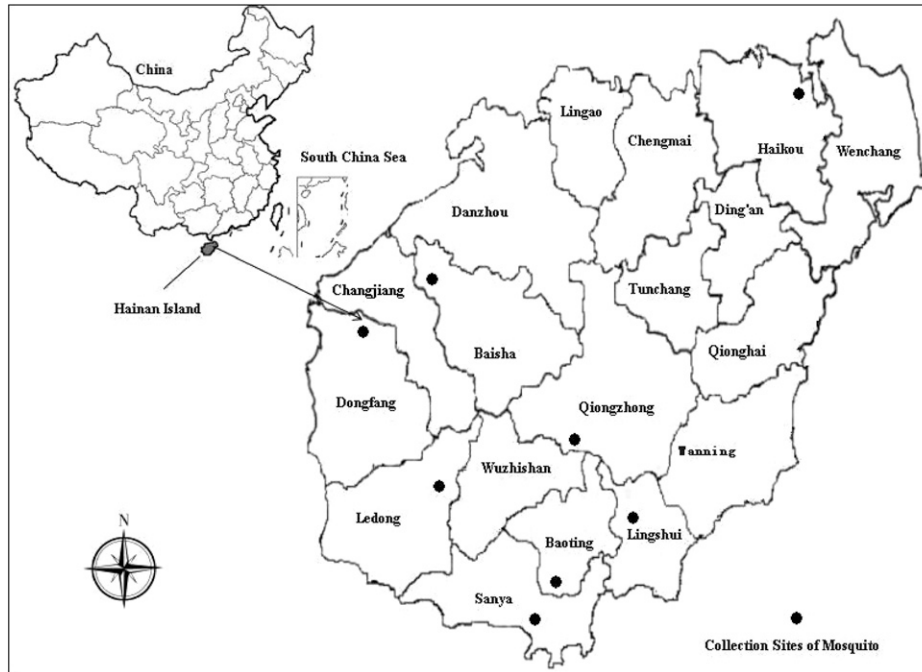 China
South China Sea
Hainan Island
Lingao
Chengmai
Haikou
Wenchang
Danzhou
Ding'an
Changjiang
Tunchang
Baisha
Qionghai
Dongfang
Qiongzhong
Wanning
Wuzhishan
Ledong
Lingshui
Baoting
Sanya
N
Collection Sites of Mosquito